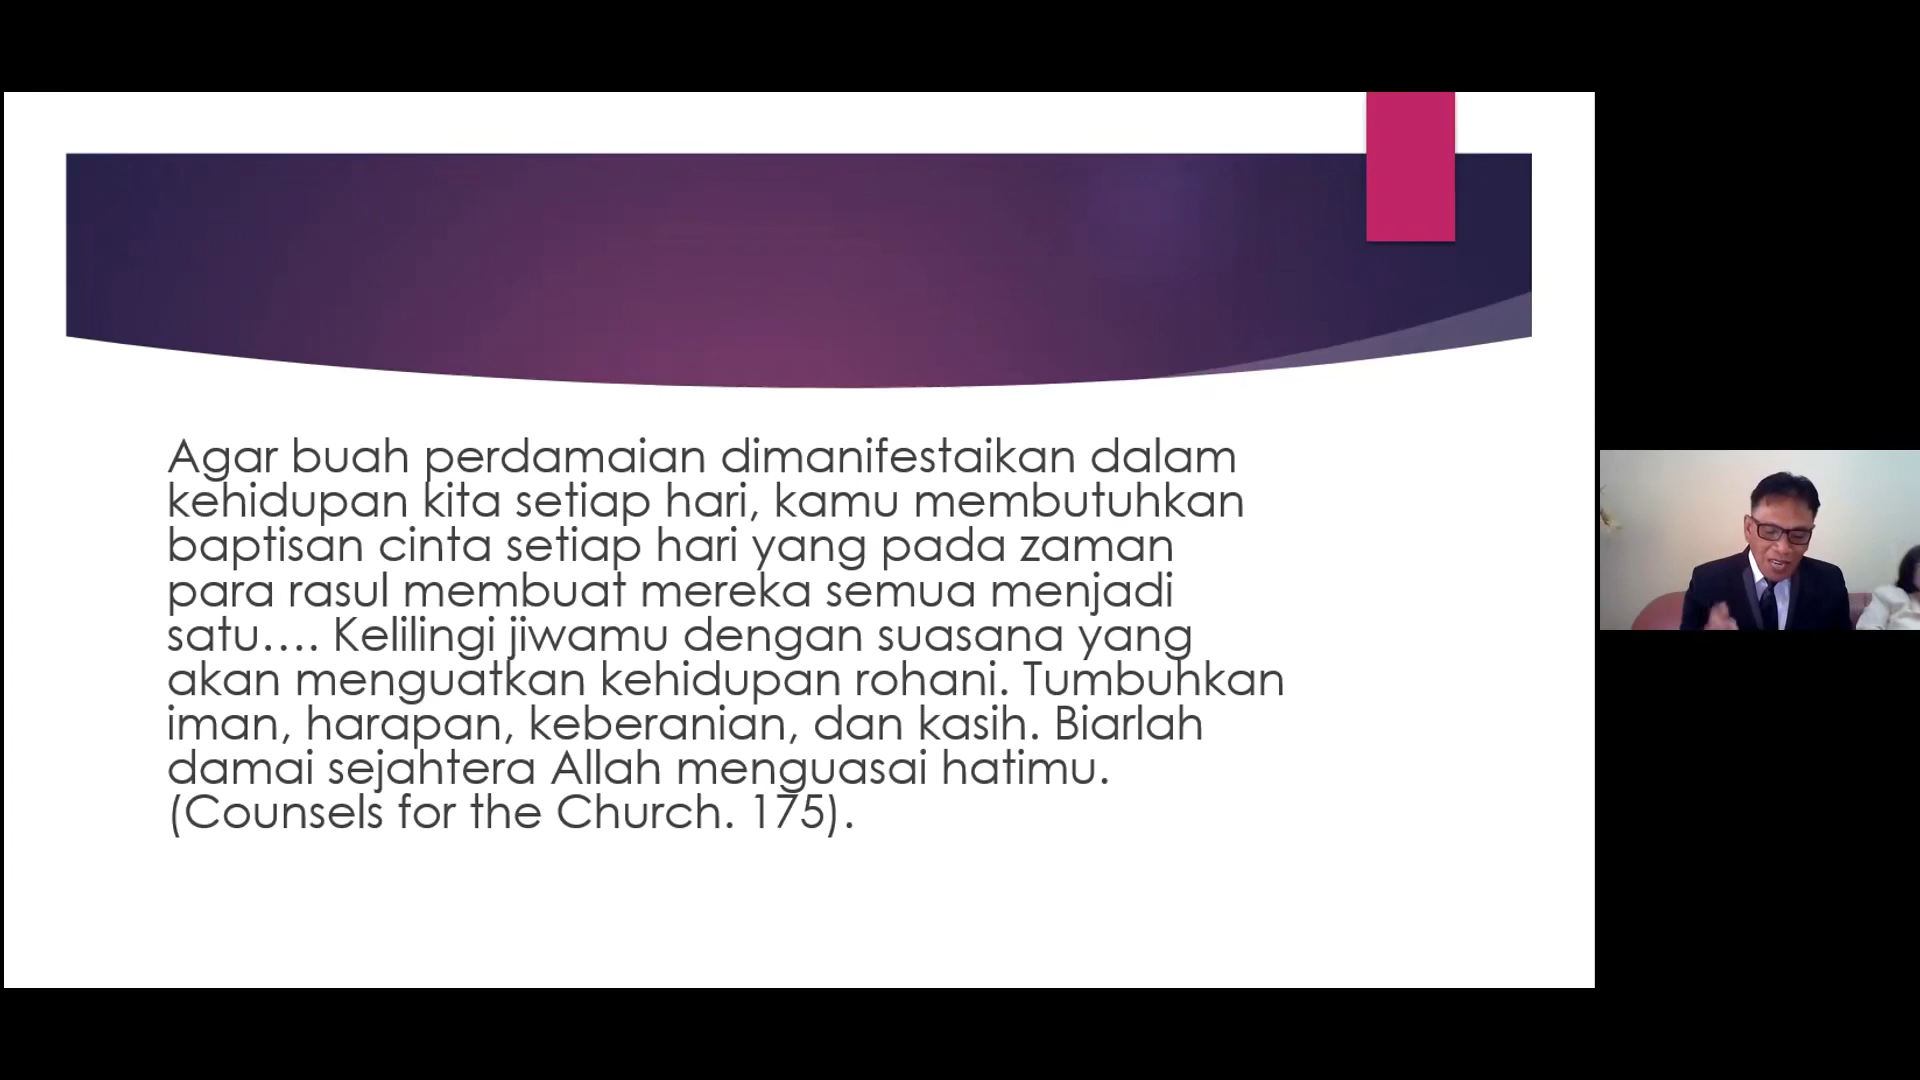 Agar buah perdamaian dimanifestaikan dalam
kehidupan kita setiap hari, kamu membutuhkan
baptisan cinta setiap hari yang pada zaman
para rasul membuat mereka semua menjadi
satu…. Kelilingi jiwamu dengan suasana yang
akan menguatkan kehidupan rohani. Tumbuhkan
iman, harapan, keberanian, dan kasih. Biarlah
damai sejahtera Allah menguasai hatimu.
(Counsels for the Church. 175).